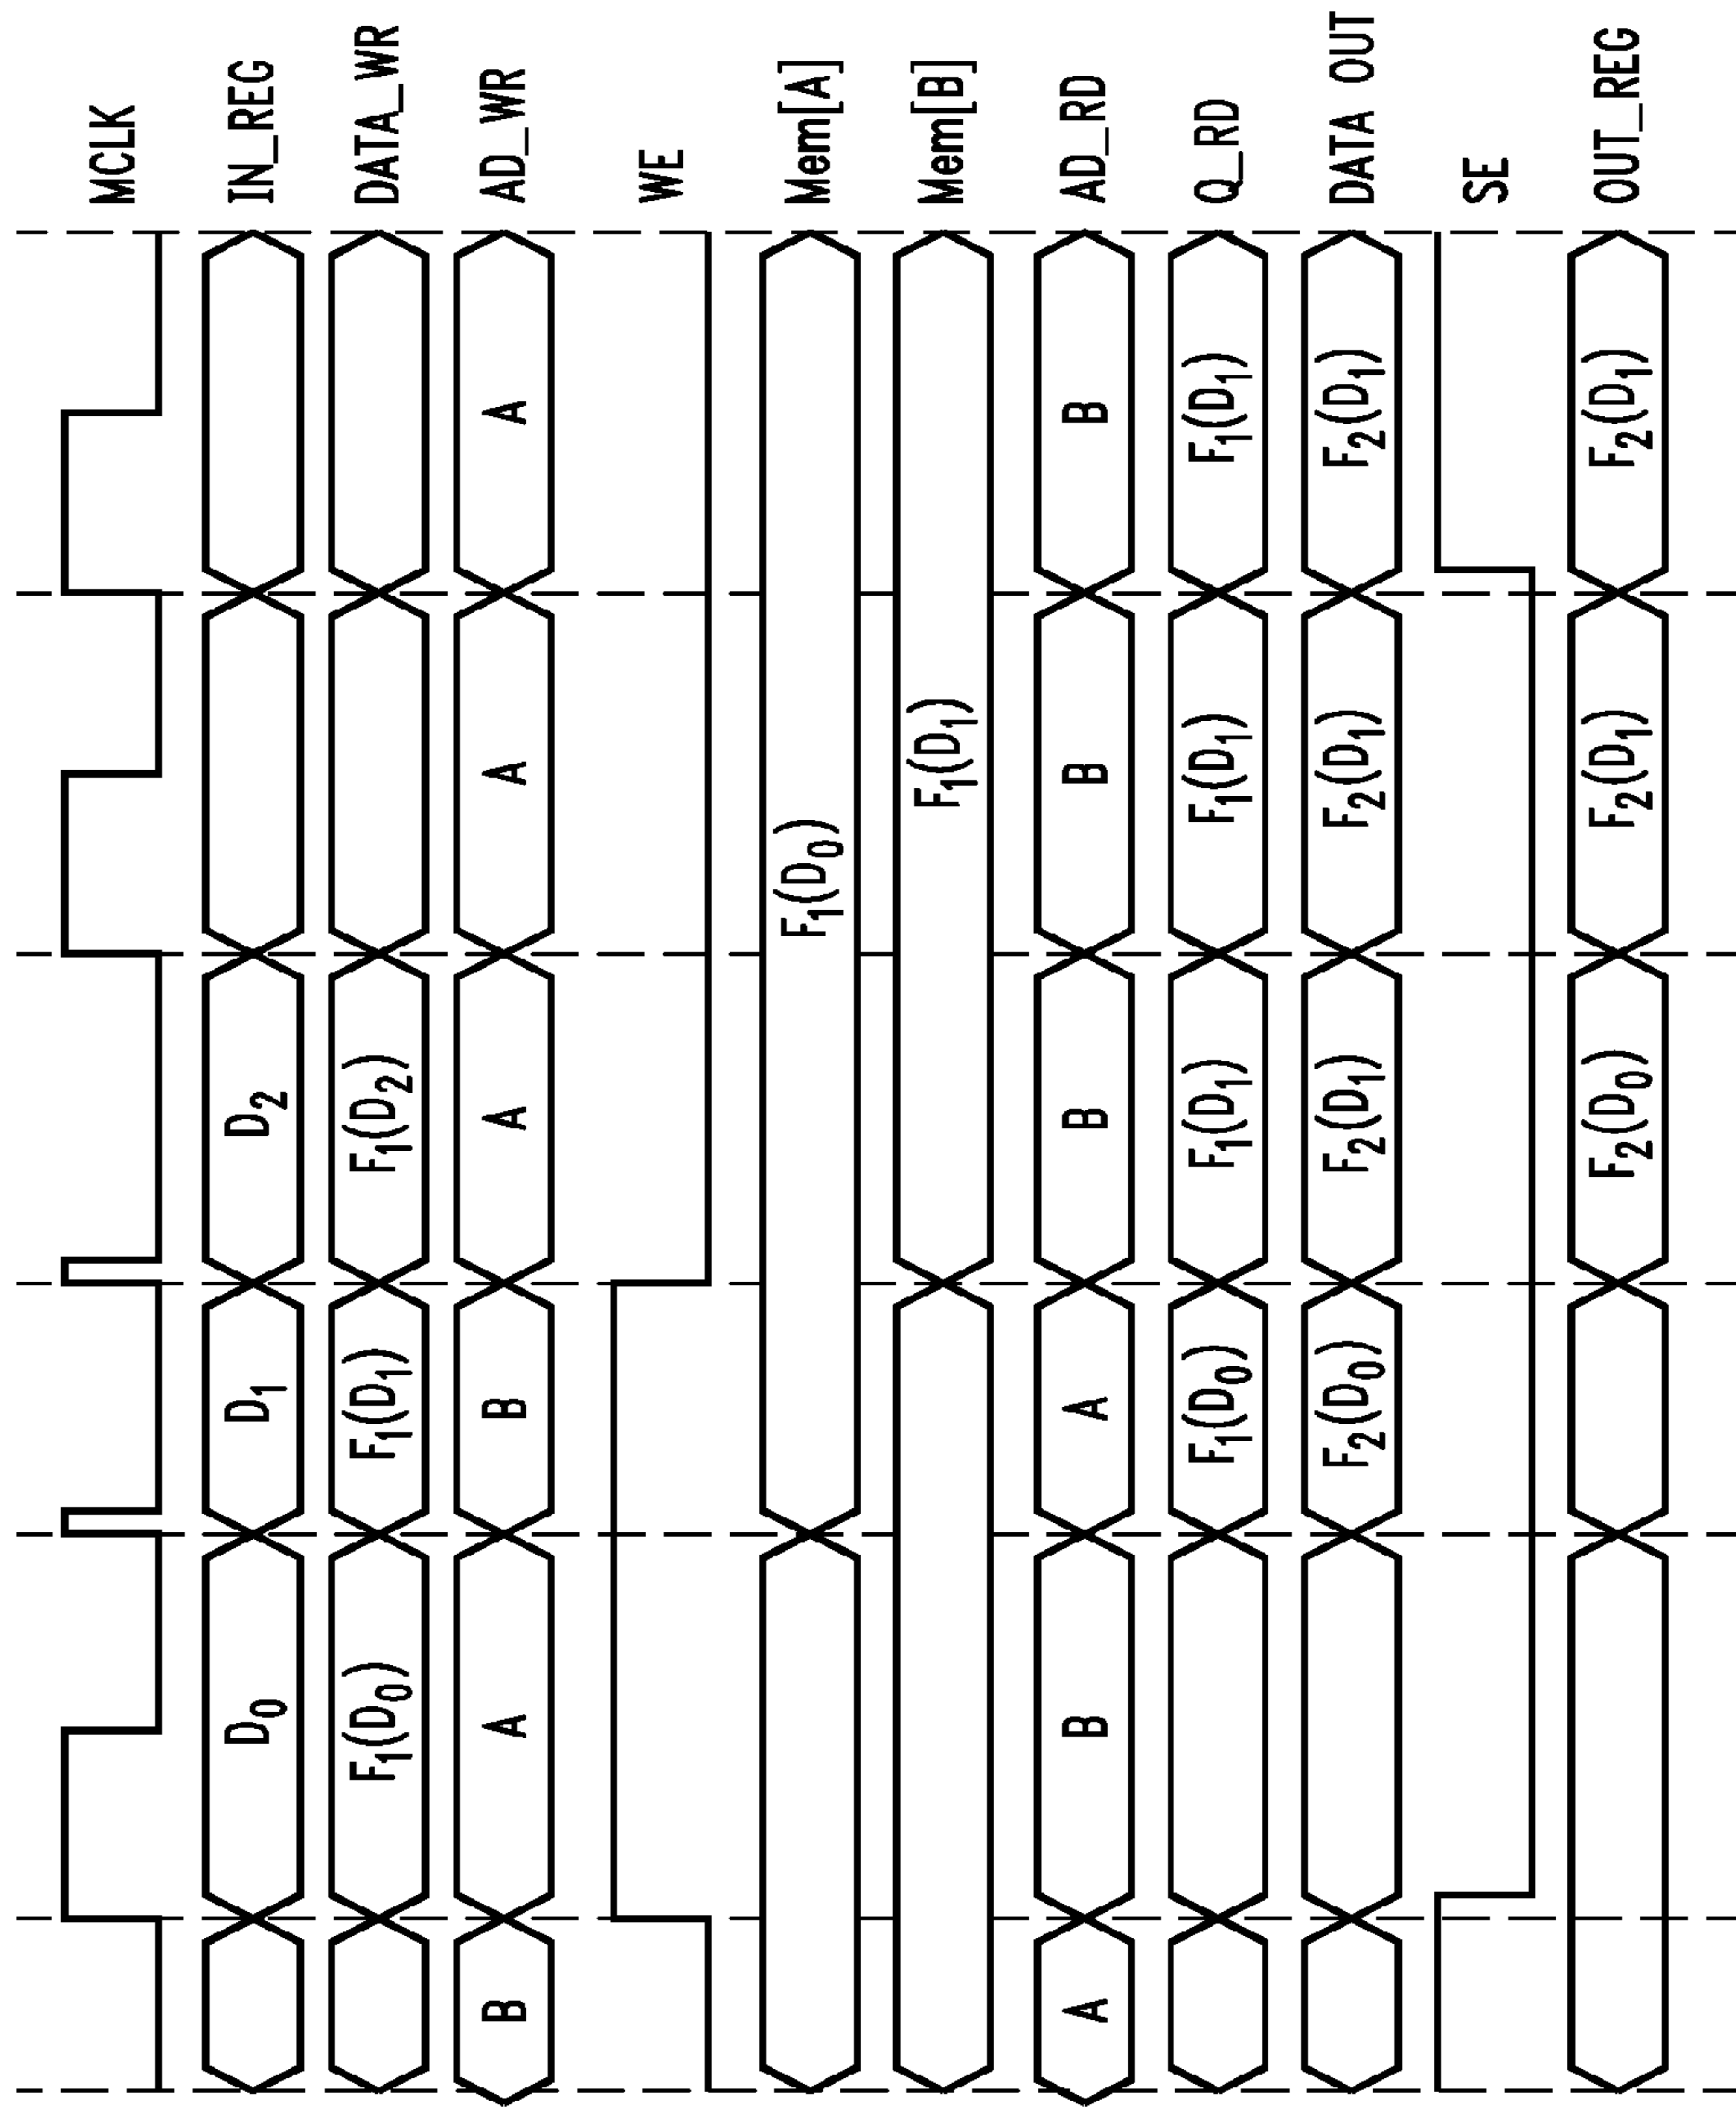 MCLK
D₀ D₁ D₂ IN_REG
F₁(D₀) F₁(D₁) F₁(D₂) DATA_WR
B A B A A A AD_WR
WE
F₁(D₀) Mem[A]
F₁(D₁) Mem[B]
A B A B B B AD_RD
F₁(D₀) F₁(D₁) F₁(D₁) F₁(D₁) Q_RD
F₂(D₀) F₂(D₁) F₂(D₁) F₂(D₁) DATA OUT
SE
F₂(D₀) F₂(D₁) F₂(D₁) OUT_REG